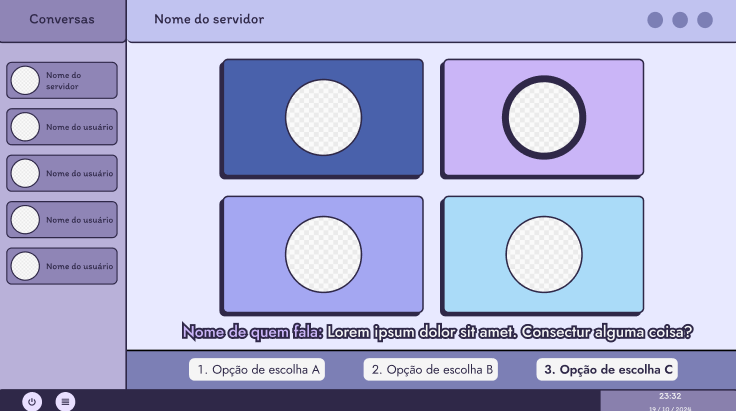 Conversas
Nome do servidor
Nome do
servidor
Nome do usuário
Nome do usuário
Nome do usuário
Nome do usuário
Nome de quem fala: Lorem ipsum dolor sit amet. Consectur alguma coisa?
1. Opção de escolha A
2. Opção de escolha B
3. Opção de escolha C
23:32
19 / 10 / 2026